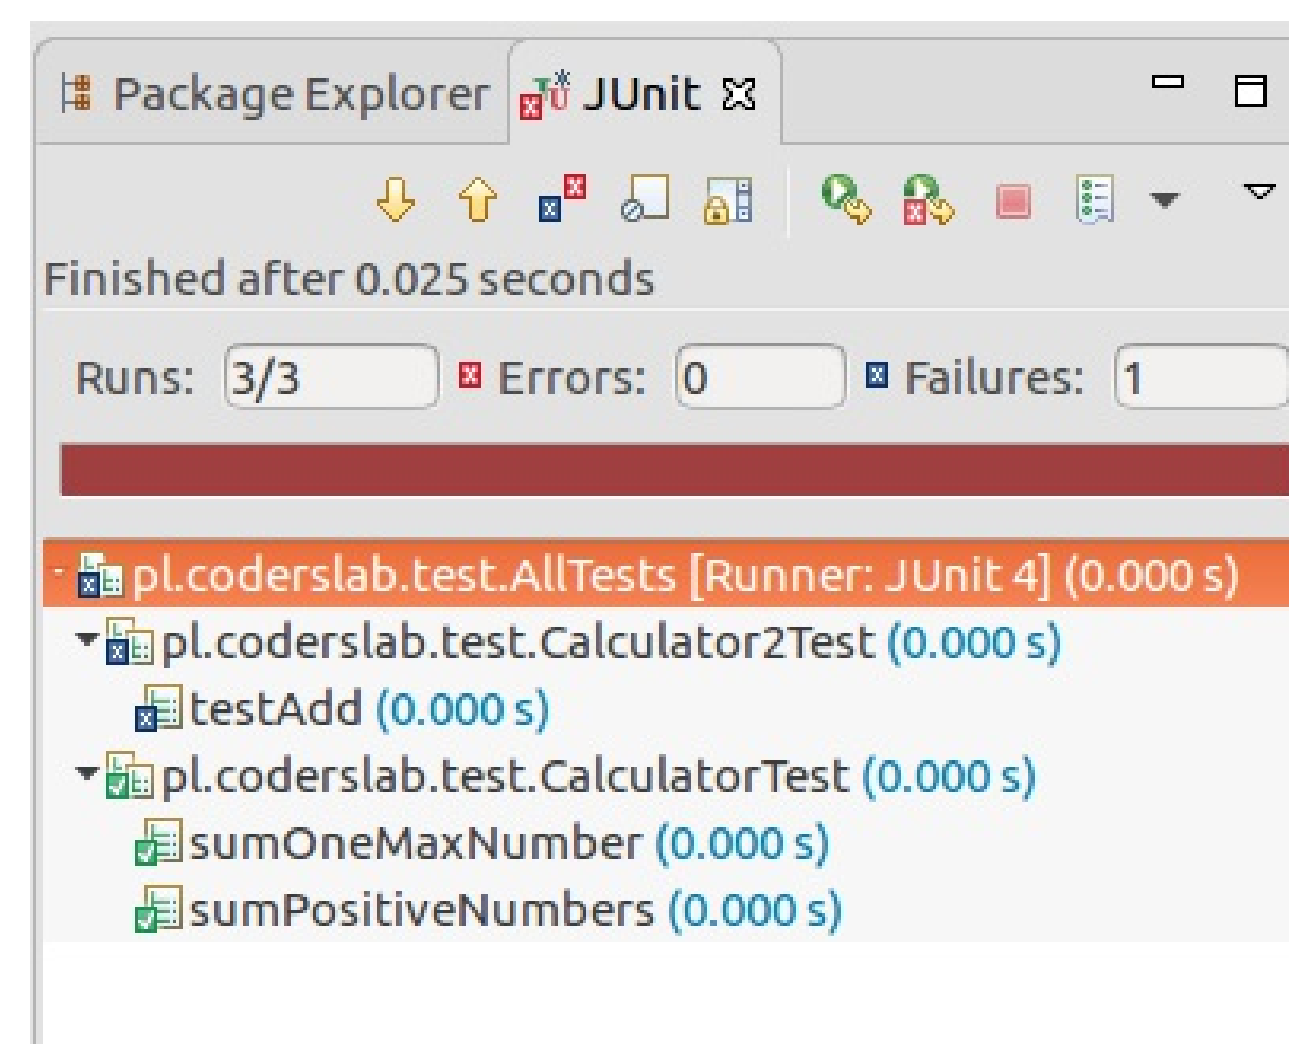 Package Explorer JUnit
Finished after 0.025 seconds
Runs: 3/3 Errors: 0 Failures: 1
pl.coderslab.test.AllTests [Runner: JUnit 4] (0.000 s)
pl.coderslab.test.Calculator2Test (0.000 s)
testAdd (0.000 s)
pl.coderslab.test.CalculatorTest (0.000 s)
sumOneMaxNumber (0.000 s)
sumPositiveNumbers (0.000 s)